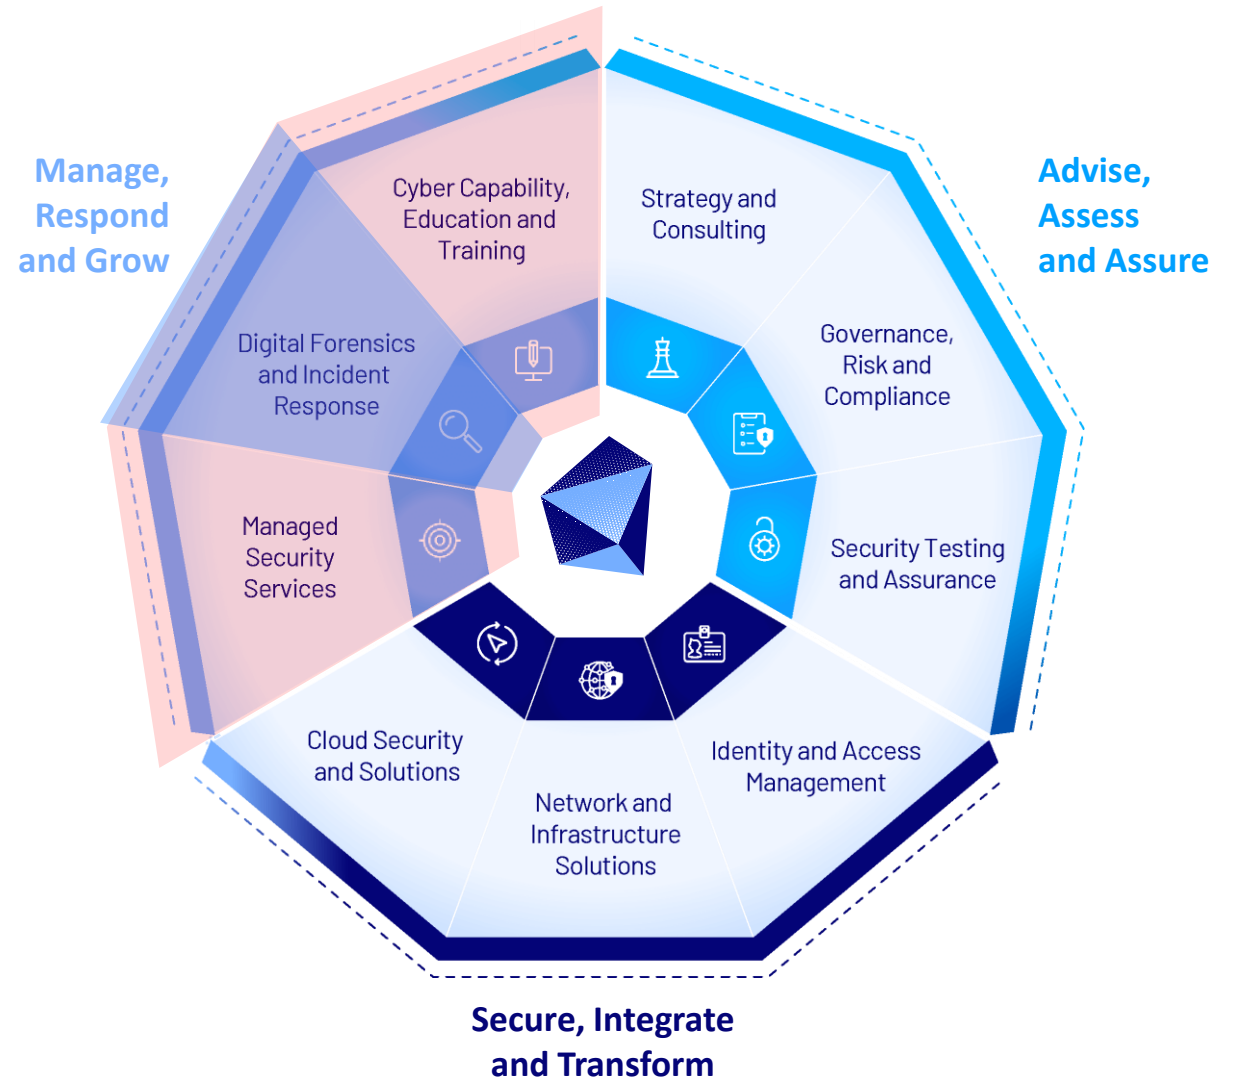 Manage,
Respond
and Grow
Advise,
Assess
and Assure
Cyber Capability,
Education and
Training
Strategy and
Consulting
Digital Forensics
and Incident
Response
Governance,
Risk and
Compliance
Managed
Security
Services
Security Testing
and Assurance
Cloud Security
and Solutions
Network and
Infrastructure
Solutions
Identity and Access
Management
Secure, Integrate
and Transform